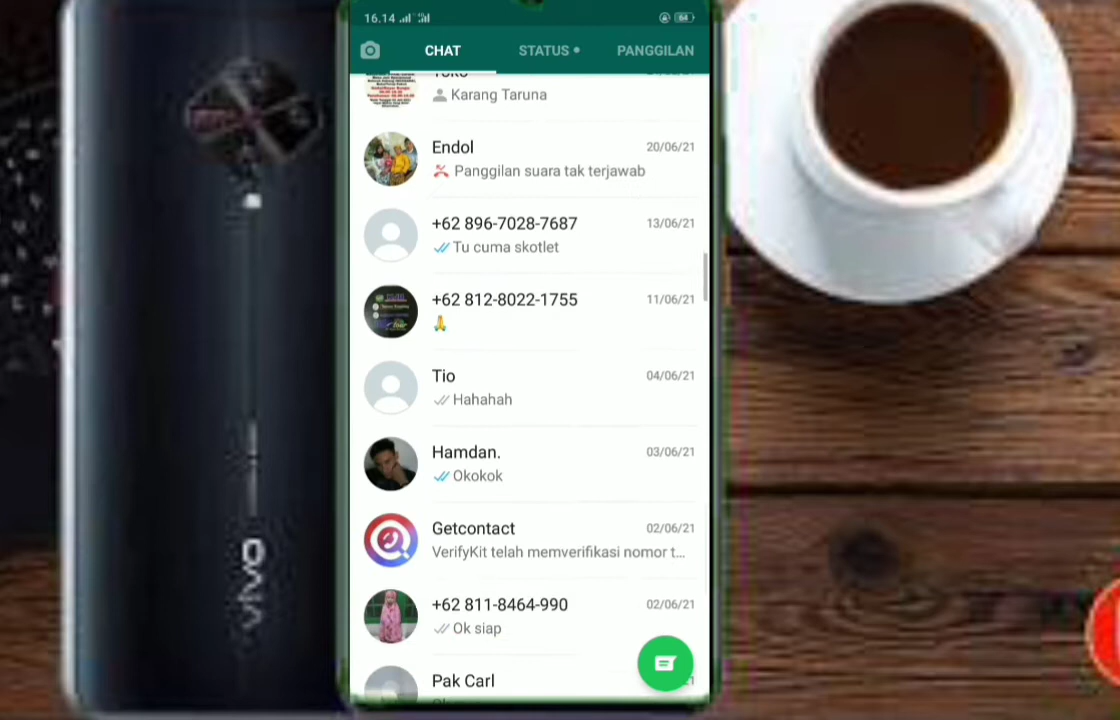 16.14
64
CHAT
STATUS
PANGGILAN
Karang Taruna
Endol
20/06/21
Panggilan suara tak terjawab
+62 896-7028-7687
13/06/21
Tu cuma skotlet
+62 812-8022-1755
11/06/21
🙏
Tio
04/06/21
Hahahah
Hamdan.
03/06/21
Okokok
Getcontact
02/06/21
VerifyKit telah memverifikasi nomor t...
+62 811-8464-990
02/06/21
Ok siap
Pak Carl
vivo